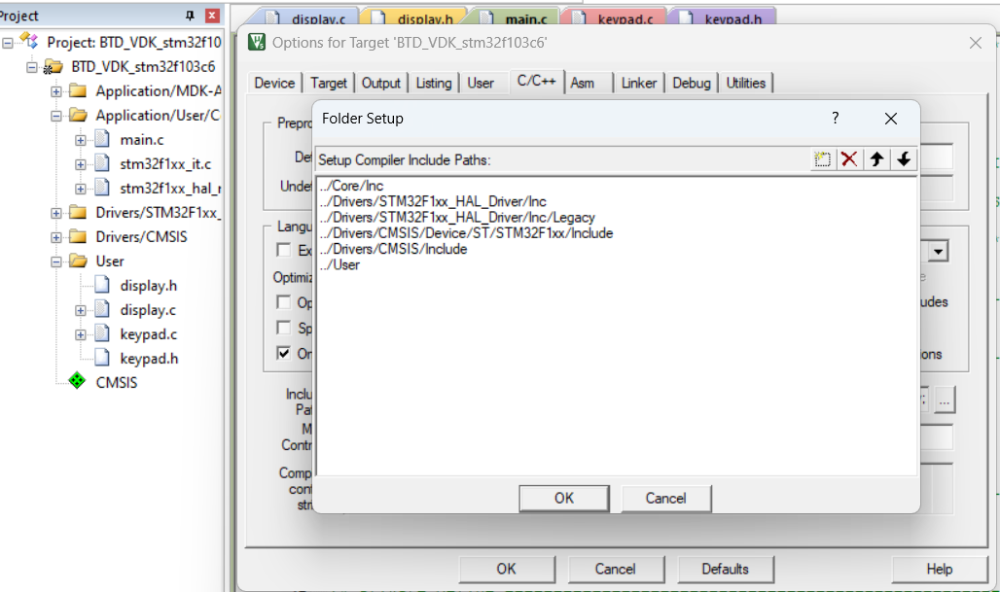 Project
Project: BTD_VDK_stm32f10
BTD_VDK_stm32f103c6
Application/MDK-A
Application/User/C
main.c
stm32f1xx_it.c
stm32f1xx_hal_
Drivers/STM32F1xx_
Drivers/CMSIS
User
display.h
display.c
keypad.c
keypad.h
CMSIS
display.c display.h main.c keypad.c keypad.h
Options for Target 'BTD_VDK_stm32f103c6'
Device Target Output Listing User C/C++ Asm Linker Debug Utilities
Prepro
De
Undef
Langu
Ex
Optimiz
Op
Sp
On
udes
ons
Inclu
Pa
M
Contr
Comp
con
str
...
Folder Setup
?
Setup Compiler Include Paths:
../Core/Inc
../Drivers/STM32F1xx_HAL_Driver/Inc
../Drivers/STM32F1xx_HAL_Driver/Inc/Legacy
../Drivers/CMSIS/Device/ST/STM32F1xx/Include
../Drivers/CMSIS/Include
../User
OK Cancel
OK Cancel Defaults Help